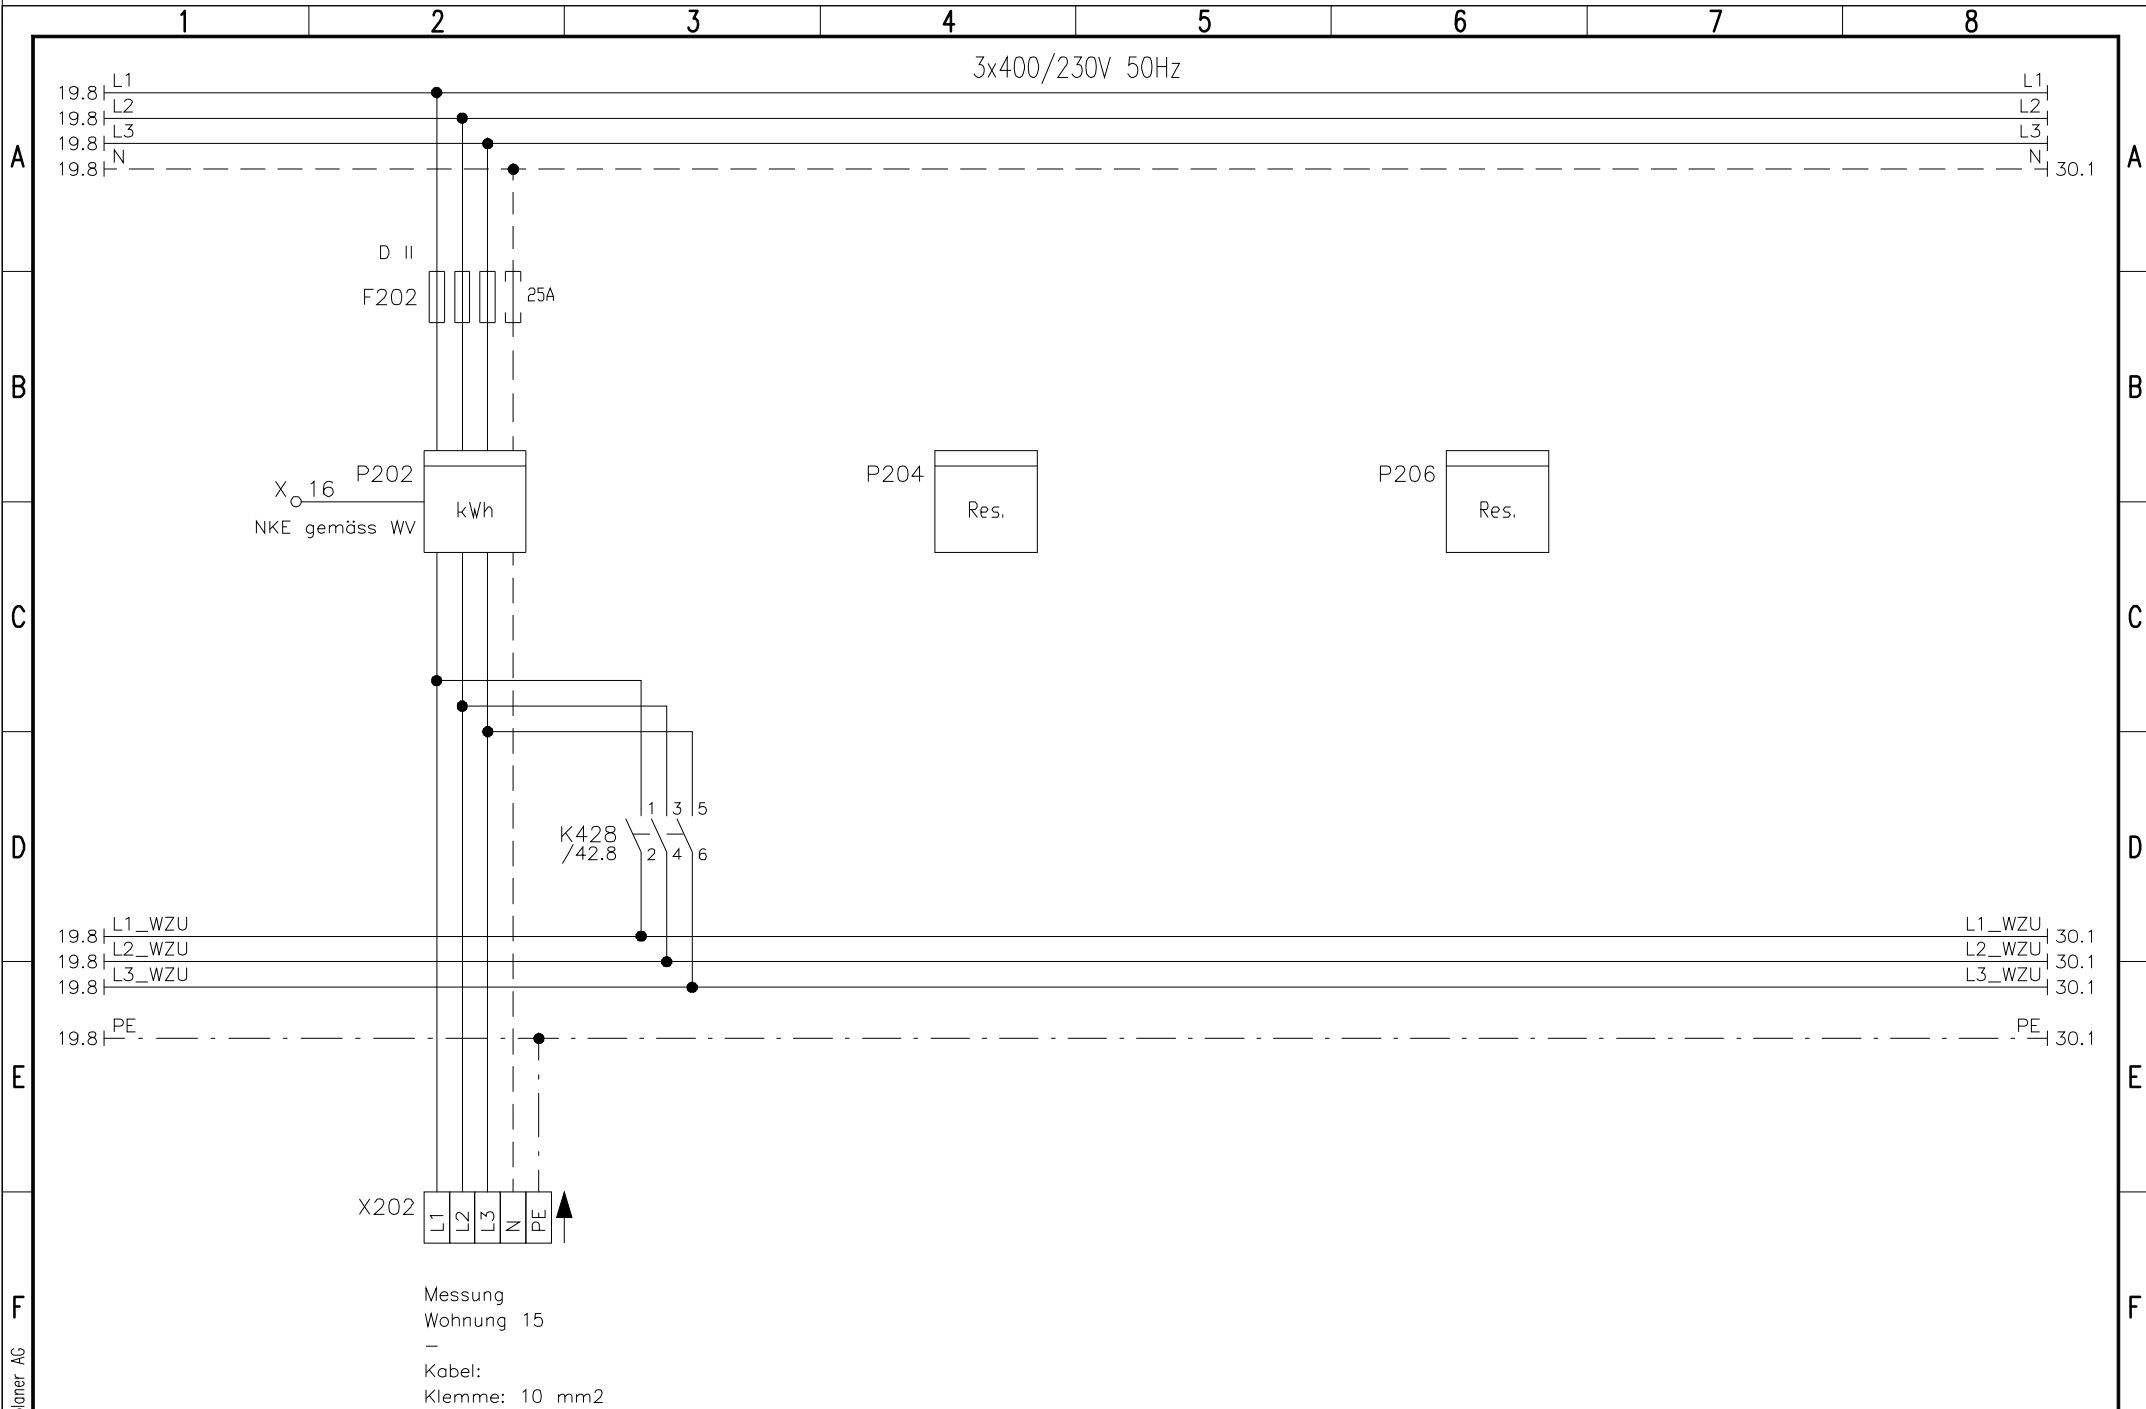 1 2 3 4 5 6 7 8
3x400/230V 50Hz
19.8 L1 L1
19.8 L2 L2
19.8 L3 L3
19.8 N N 30.1
A A
D II
F202 25A
B B
P202 P204 P206
X 16
kWh Res. Res.
NKE gemäss WV
C C
1 3 5
K428
/42.8 2 4 6
D D
19.8 L1_WZU L1_WZU 30.1
19.8 L2_WZU L2_WZU 30.1
19.8 L3_WZU L3_WZU 30.1
19.8 PE PE 30.1
E E
X202 L1 L2 L3 N PE
Messung
Wohnung 15
–
F F
Kabel:
Klemme: 10 mm2
AG